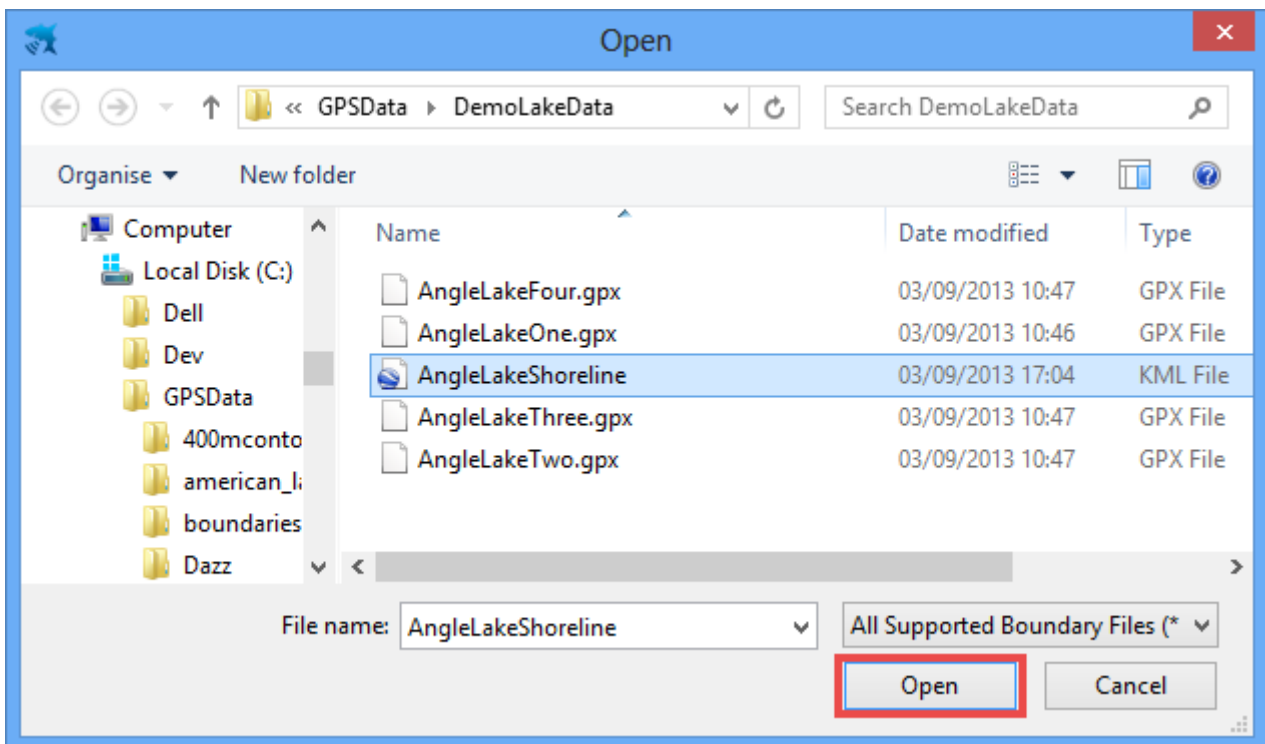 Open
« GPSData DemoLakeData Search DemoLakeData
Organise New folder
Computer
Local Disk (C:)
Dell
Dev
GPSData
400mconto
american_l
boundaries
Dazz
Name Date modified Type
AngleLakeFour.gpx 03/09/2013 10:47 GPX File
AngleLakeOne.gpx 03/09/2013 10:46 GPX File
AngleLakeShoreline 03/09/2013 17:04 KML File
AngleLakeThree.gpx 03/09/2013 10:47 GPX File
AngleLakeTwo.gpx 03/09/2013 10:47 GPX File
File name: AngleLakeShoreline All Supported Boundary Files (*
Open Cancel